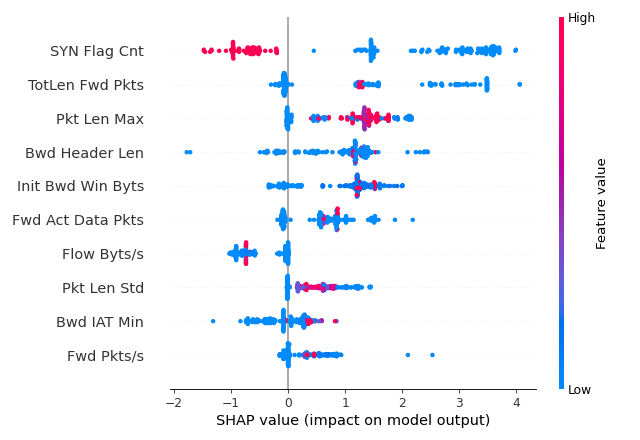 High
SYN Flag Cnt
TotLen Fwd Pkts
Pkt Len Max
Bwd Header Len
Init Bwd Win Byts
Fwd Act Data Pkts
Flow Byts/s
Pkt Len Std
Bwd IAT Min
Fwd Pkts/s
Feature value
Low
−2 −1 0 1 2 3 4
SHAP value (impact on model output)